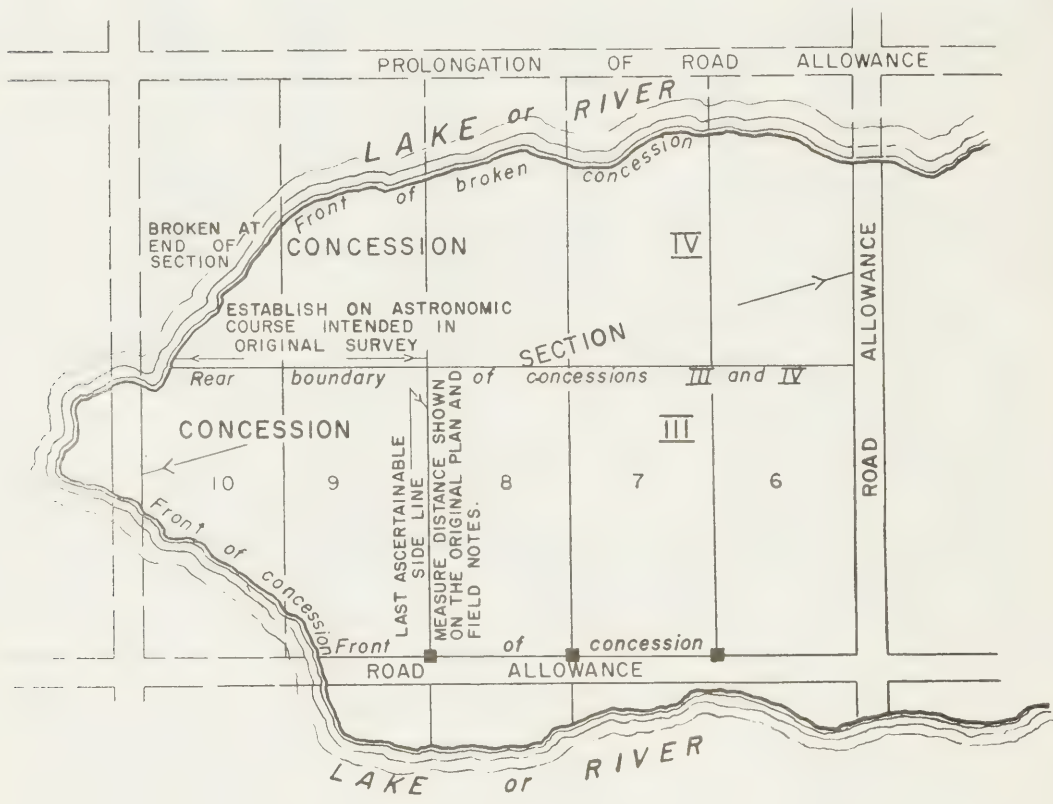 PROLONGATION OF ROAD ALLOWANCE
LAKE or RIVER
Front of broken concession
BROKEN AT
END OF
SECTION
CONCESSION
IV
ESTABLISH ON ASTRONOMIC
COURSE INTENDED IN
ORIGINAL SURVEY
SECTION
Rear boundary of concessions III and IV
CONCESSION
III
10 9 8 7 6
LAST ASCERTAINABLE
SIDE LINE
MEASURE DISTANCE SHOWN
ON THE ORIGINAL PLAN AND
FIELD NOTES.
ROAD ALLOWANCE
Front of concession
Front of concession
ROAD ALLOWANCE
LAKE or RIVER